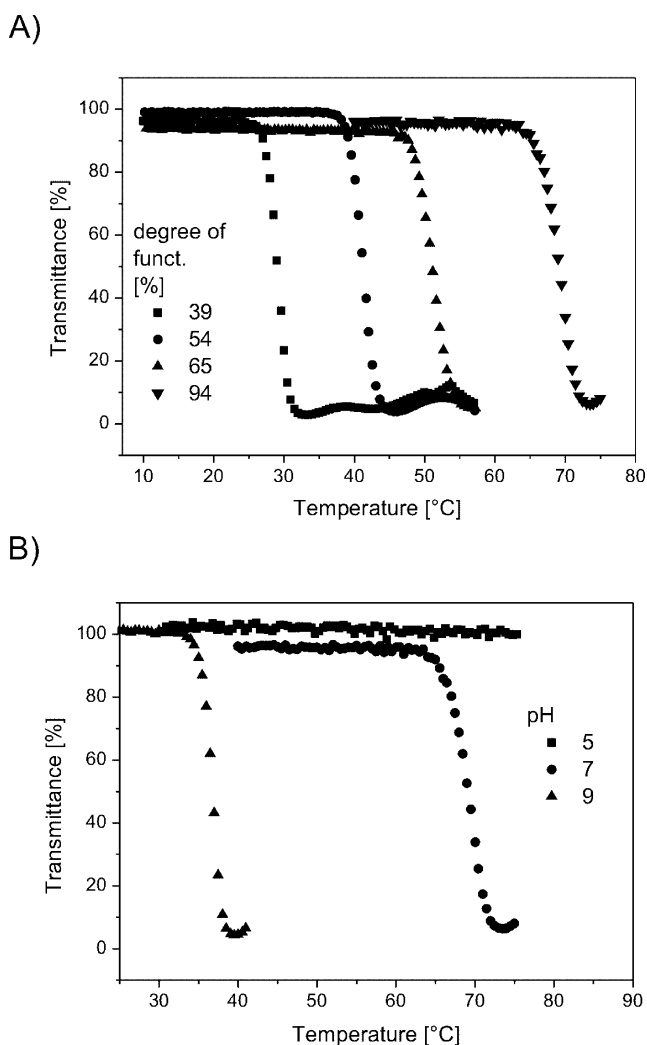 A)
100
80
60
40
20
0
Transmittance [%]
degree of
funct.
[%]
39
54
65
94
10 20 30 40 50 60 70 80
Temperature [°C]
B)
100
80
60
40
20
0
Transmittance [%]
pH
5
7
9
30 40 50 60 70 80 90
Temperature [°C]